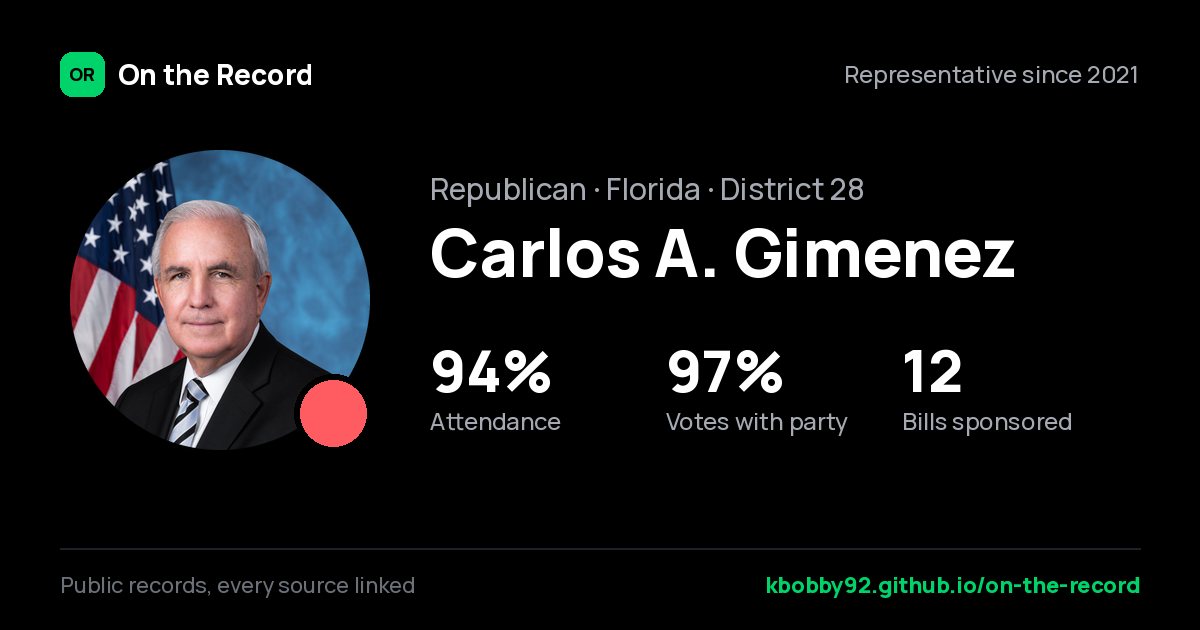 OR On the Record
Representative since 2021
Republican · Florida · District 28
Carlos A. Gimenez
94% 97% 12
Attendance Votes with party Bills sponsored
Public records, every source linked
kbobby92.github.io/on-the-record